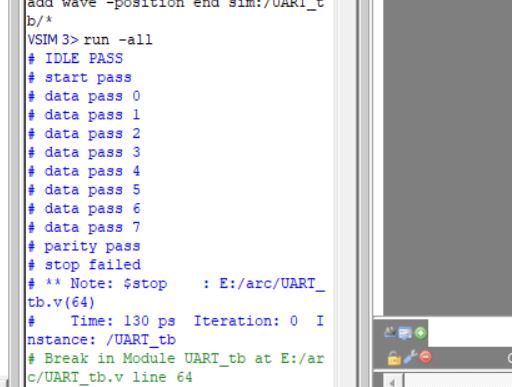 add wave -position end sim:/UART_t
b/*
VSIM 3> run -all
# IDLE PASS
# start pass
# data pass 0
# data pass 1
# data pass 2
# data pass 3
# data pass 4
# data pass 5
# data pass 6
# data pass 7
# parity pass
# stop failed
# ** Note: $stop    : E:/arc/UART_
tb.v(64)
#    Time: 130 ps  Iteration: 0  I
nstance: /UART_tb
# Break in Module UART_tb at E:/ar
c/UART_tb.v line 64